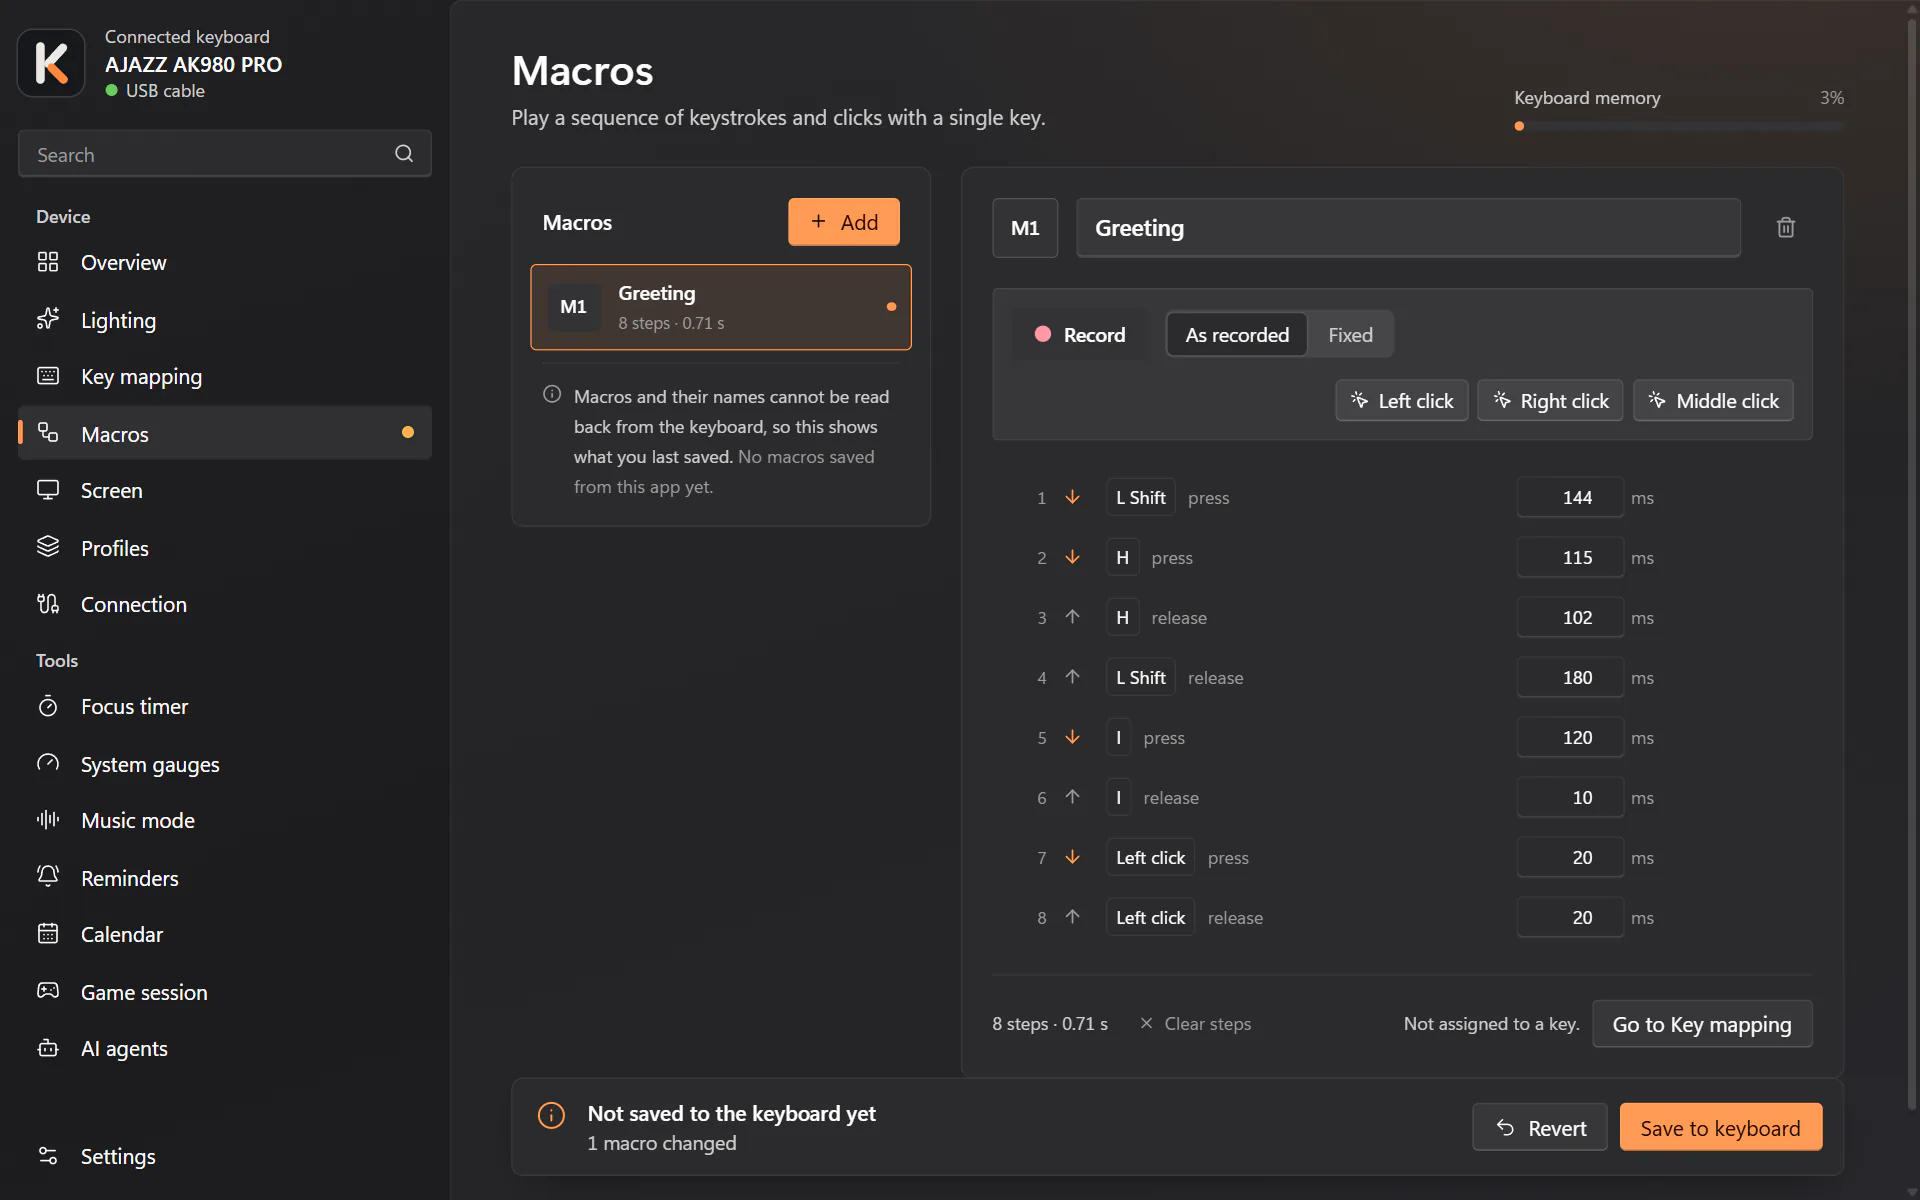 Connected keyboard
AJAZZ AK980 PRO
USB cable
Search
Device
Overview
Lighting
Key mapping
Macros
Screen
Profiles
Connection
Tools
Focus timer
System gauges
Music mode
Reminders
Calendar
Game session
AI agents
Settings
Macros
Play a sequence of keystrokes and clicks with a single key.
Keyboard memory 3%
Macros
+ Add
M1 Greeting
8 steps · 0.71 s
Macros and their names cannot be read
back from the keyboard, so this shows
what you last saved. No macros saved
from this app yet.
M1 Greeting
Record As recorded Fixed
Left click Right click Middle click
1 L Shift press 144 ms
2 H press 115 ms
3 H release 102 ms
4 L Shift release 180 ms
5 I press 120 ms
6 I release 10 ms
7 Left click press 20 ms
8 Left click release 20 ms
8 steps · 0.71 s Clear steps Not assigned to a key. Go to Key mapping
Not saved to the keyboard yet
1 macro changed
Revert Save to keyboard